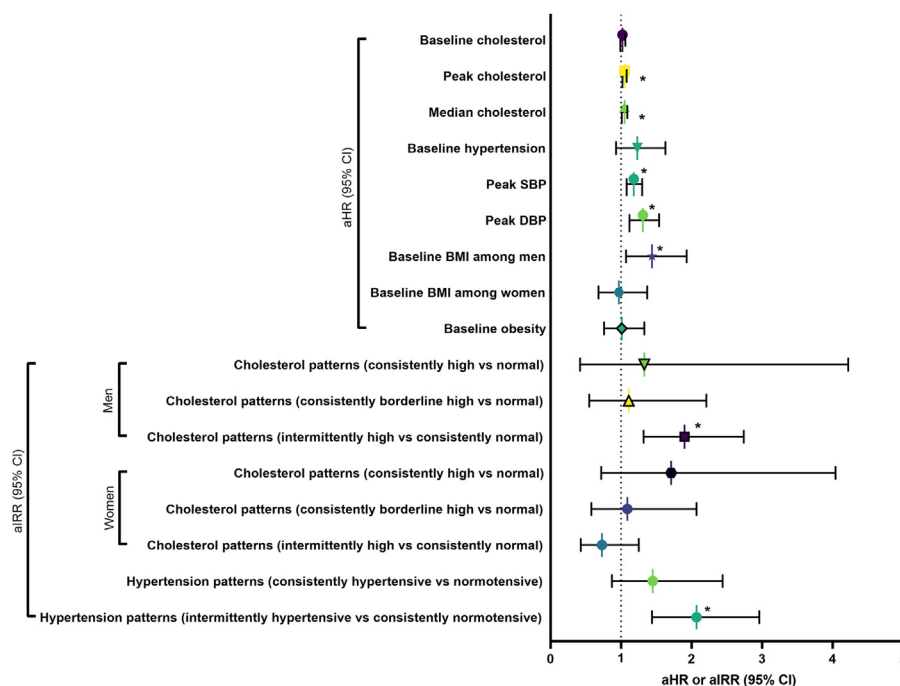 Baseline cholesterol
Peak cholesterol
*
Median cholesterol
*
Baseline hypertension
Peak SBP
*
Peak DBP
*
Baseline BMI among men
*
Baseline BMI among women
Baseline obesity
aHR (95% CI)
Cholesterol patterns (consistently high vs normal)
Cholesterol patterns (consistently borderline high vs normal)
Cholesterol patterns (intermittently high vs consistently normal)
*
Men
Cholesterol patterns (consistently high vs normal)
Cholesterol patterns (consistently borderline high vs normal)
Cholesterol patterns (intermittently high vs consistently normal)
Women
Hypertension patterns (consistently hypertensive vs normotensive)
Hypertension patterns (intermittently hypertensive vs consistently normotensive)
*
aIRR (95% CI)
0 1 2 3 4
aHR or aIRR (95% CI)